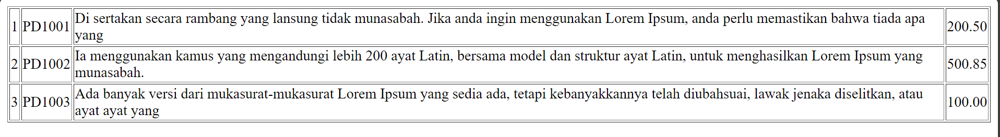 1 PD1001 Di sertakan secara rambang yang lansung tidak munasabah. Jika anda ingin menggunakan Lorem Ipsum, anda perlu memastikan bahwa tiada apa 200.50
yang
2 PD1002 Ia menggunakan kamus yang mengandungi lebih 200 ayat Latin, bersama model dan struktur ayat Latin, untuk menghasilkan Lorem Ipsum yang 500.85
munasabah.
3 PD1003 Ada banyak versi dari mukasurat-mukasurat Lorem Ipsum yang sedia ada, tetapi kebanyakkannya telah diubahsuai, lawak jenaka diselitkan, atau 100.00
ayat ayat yang